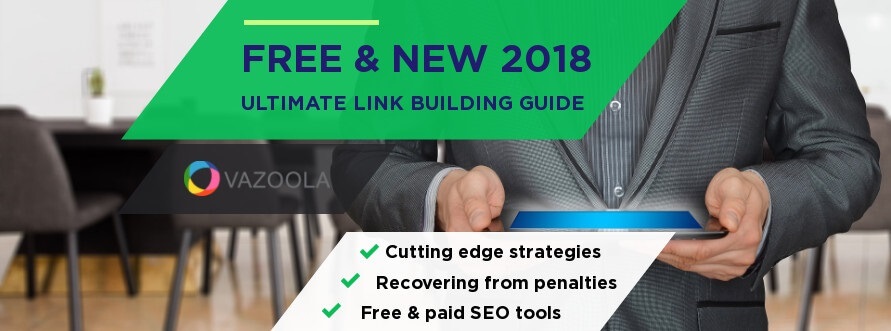 FREE & NEW 2018
ULTIMATE LINK BUILDING GUIDE
VAZOOLA
Cutting edge strategies
Recovering from penalties
Free & paid SEO tools